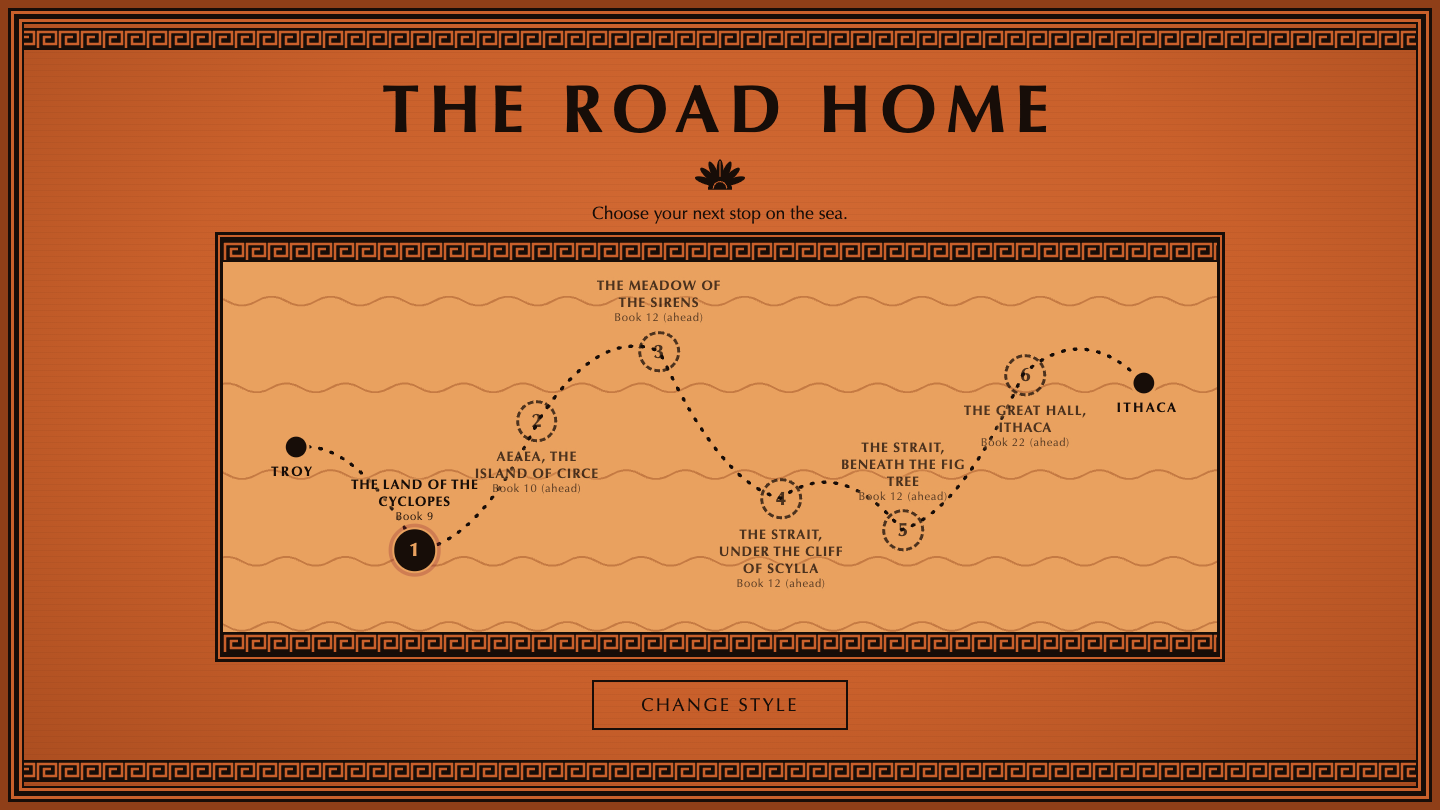 THE ROAD HOME
Choose your next stop on the sea.
THE MEADOW OF
THE SIRENS
Book 12 (ahead)
3
6
ITHACA
THE GREAT HALL,
ITHACA
Book 22 (ahead)
2
AEAEA, THE
ISLAND OF CIRCE
Book 10 (ahead)
TROY
THE LAND OF THE
CYCLOPES
Book 9
1
THE STRAIT,
BENEATH THE FIG
TREE
Book 12 (ahead)
5
4
THE STRAIT,
UNDER THE CLIFF
OF SCYLLA
Book 12 (ahead)
CHANGE STYLE